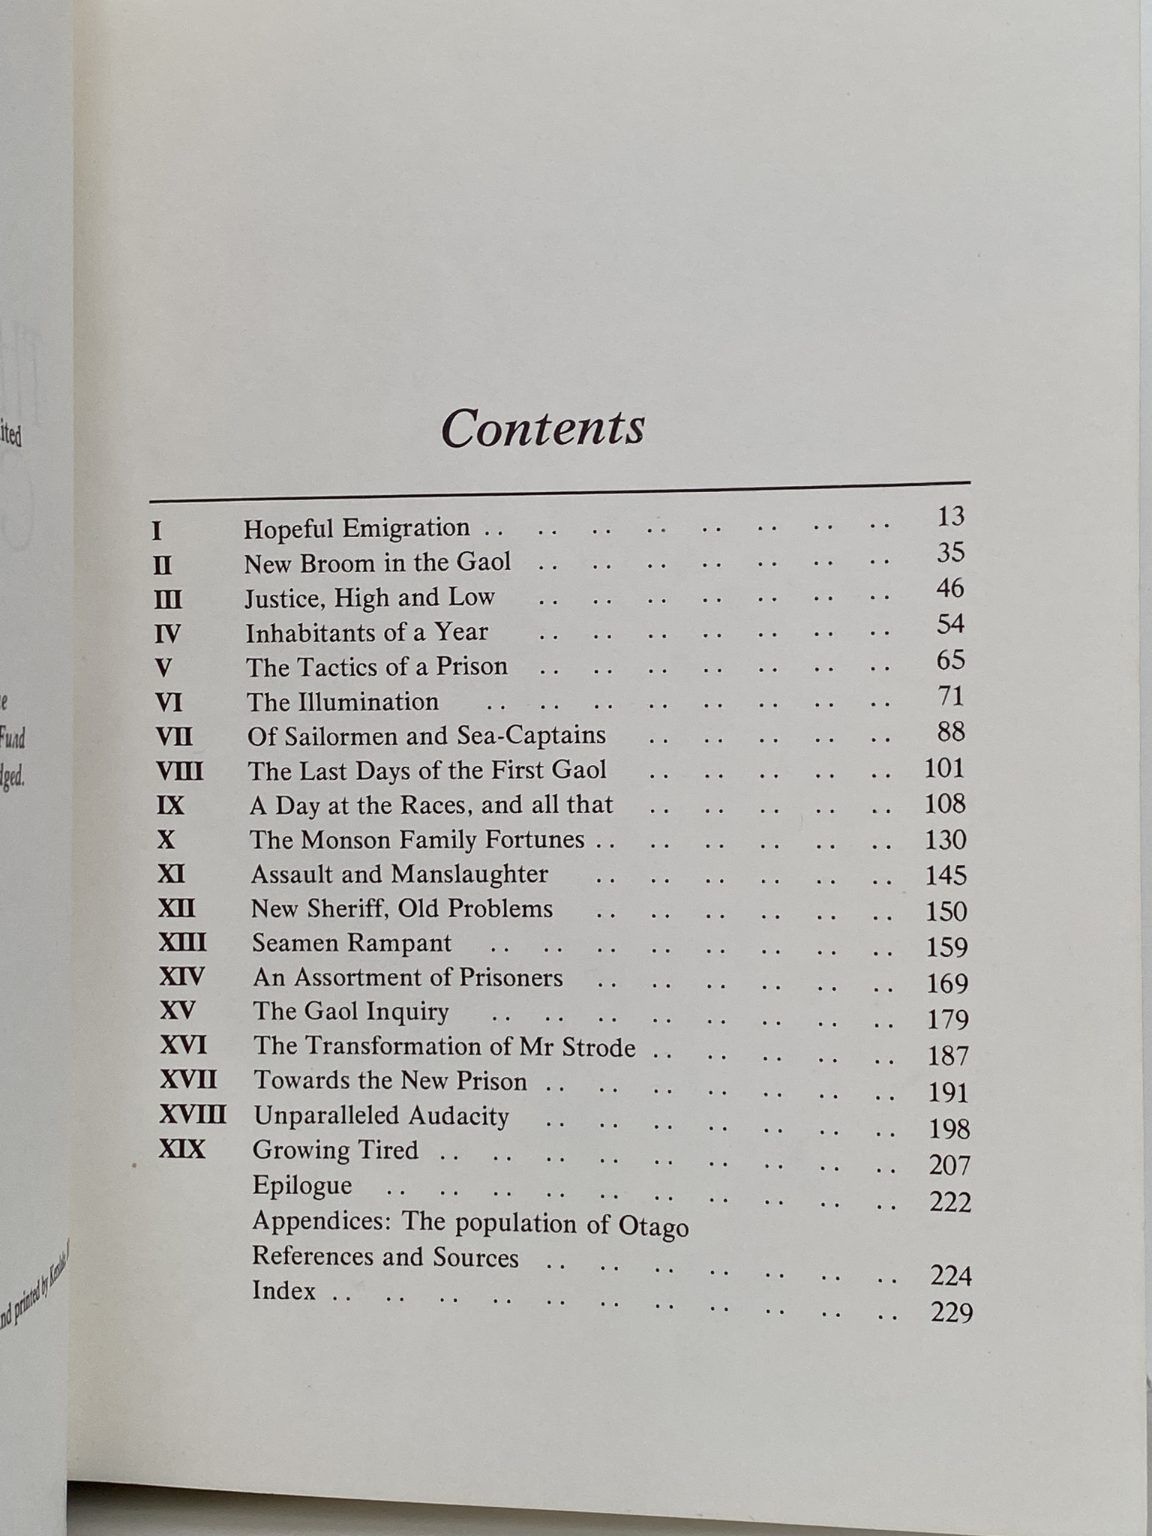 ited
Fund
dged.
nd printed by
Contents
I Hopeful Emigration .. .. .. .. .. .. .. .. 13
II New Broom in the Gaol .. .. .. .. .. .. .. 35
III Justice, High and Low .. .. .. .. .. .. .. 46
IV Inhabitants of a Year .. .. .. .. .. .. .. 54
V The Tactics of a Prison .. .. .. .. .. .. .. 65
VI The Illumination .. .. .. .. .. .. .. .. 71
VII Of Sailormen and Sea-Captains .. .. .. .. .. 88
VIII The Last Days of the First Gaol .. .. .. .. .. 101
IX A Day at the Races, and all that .. .. .. .. .. 108
X The Monson Family Fortunes .. .. .. .. .. .. 130
XI Assault and Manslaughter .. .. .. .. .. .. 145
XII New Sheriff, Old Problems .. .. .. .. .. .. 150
XIII Seamen Rampant .. .. .. .. .. .. .. .. 159
XIV An Assortment of Prisoners .. .. .. .. .. .. 169
XV The Gaol Inquiry .. .. .. .. .. .. .. .. 179
XVI The Transformation of Mr Strode .. .. .. .. .. 187
XVII Towards the New Prison .. .. .. .. .. .. .. 191
XVIII Unparalleled Audacity .. .. .. .. .. .. .. 198
XIX Growing Tired .. .. .. .. .. .. .. .. .. 207
Epilogue .. .. .. .. .. .. .. .. .. .. 222
Appendices: The population of Otago
References and Sources .. .. .. .. .. .. .. 224
Index .. .. .. .. .. .. .. .. .. .. .. 229